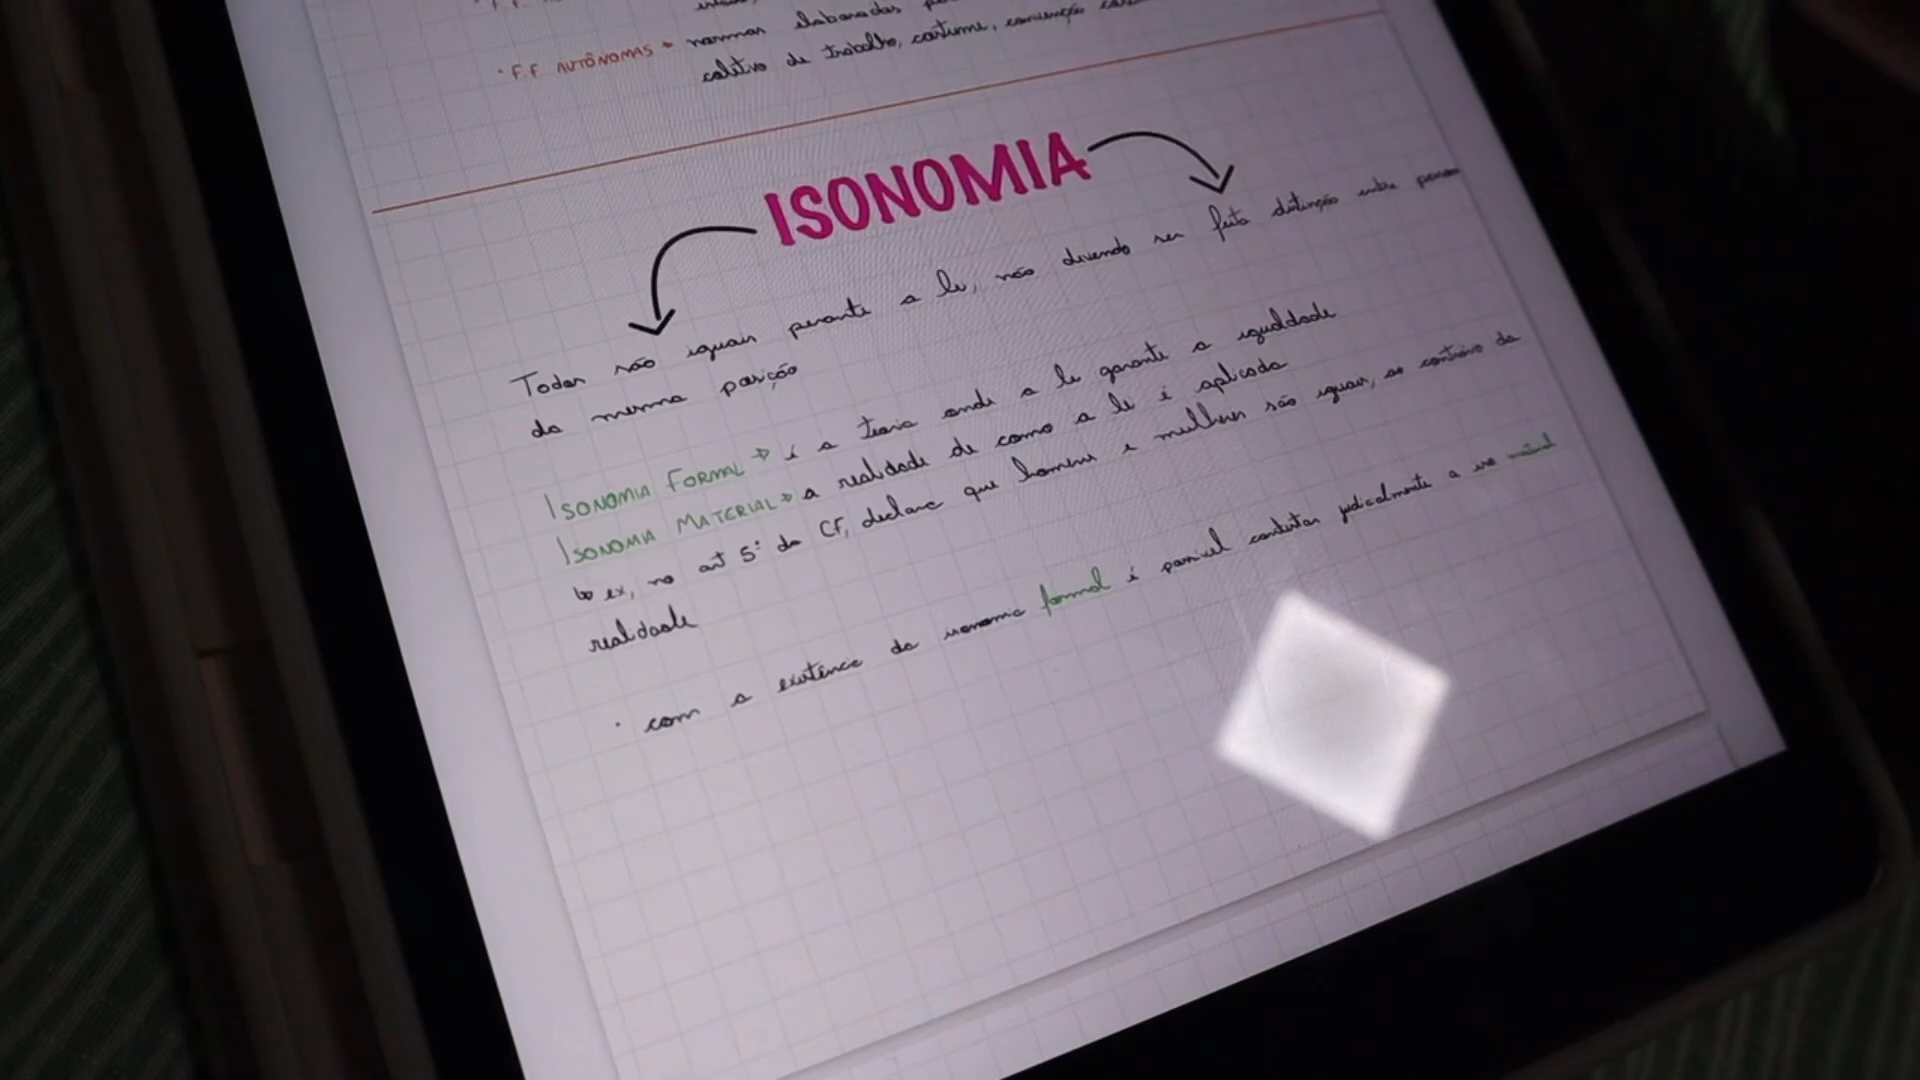 · F.F. AUTÔNOMAS → normas elaboradas
coletivo de trabalho, costume, convenção
ISONOMIA
Todos são iguais perante a lei, não devendo ser feita distinção entre pessoas
da mesma posição
ISONOMIA FORMAL → é a teoria onde a lei garante a igualdade
ISONOMIA MATERIAL → a realidade de como a lei é aplicada
↳ ex, no art 5º da CF, declara que homens e mulheres são iguais, ao contrário da
realidade
· com a existência da isonomia formal é possível contestar judicialmente a iso material